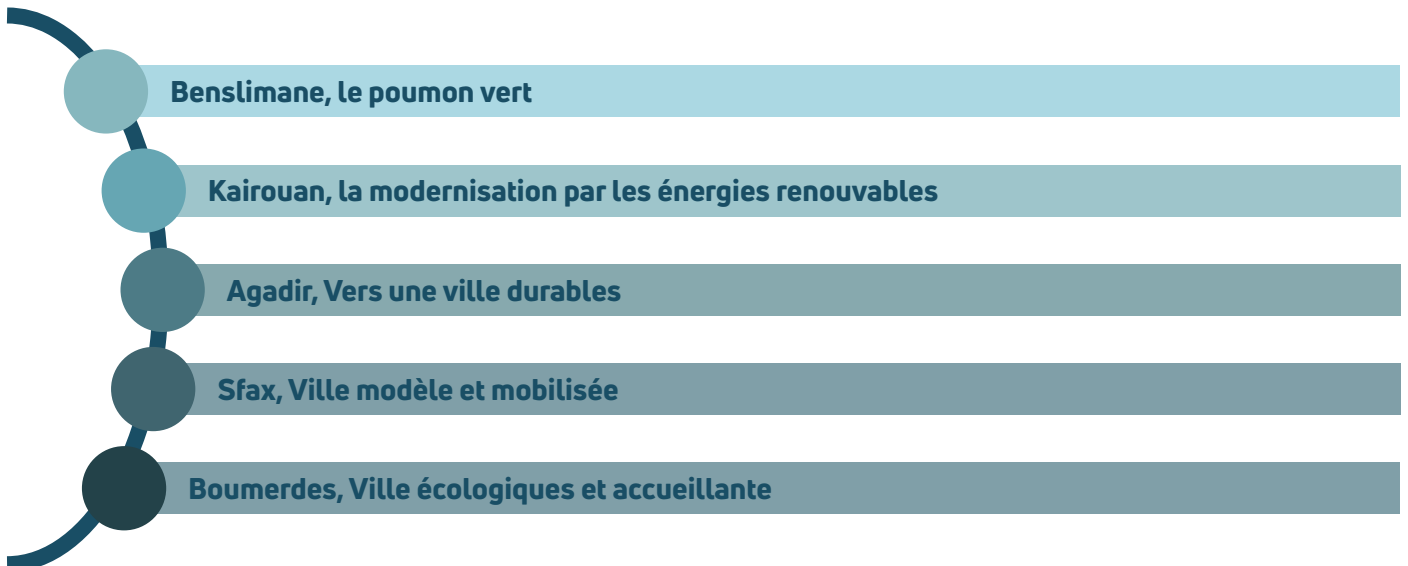 Benslimane, le poumon vert
Kairouan, la modernisation par les énergies renouvables
Agadir, Vers une ville durables
Sfax, Ville modèle et mobilisée
Boumerdes, Ville écologiques et accueillante